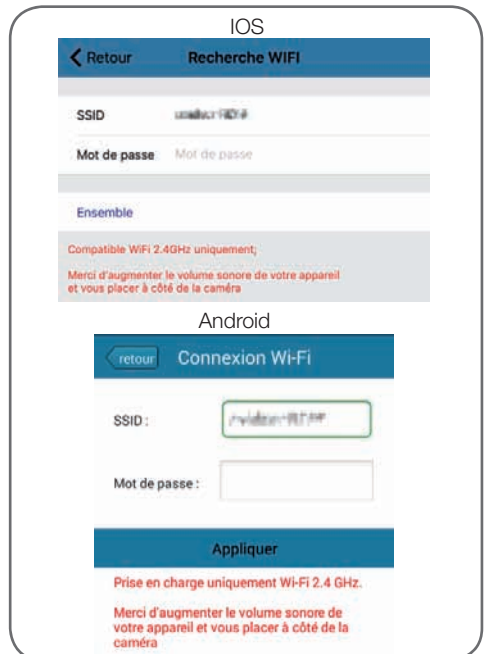 IOS
Retour Recherche WIFI
SSID
Mot de passe Mot de passe
Ensemble
Compatible WiFi 2.4GHz uniquement;
Merci d'augmenter le volume sonore de votre appareil
et vous placer à côté de la caméra
Android
retour Connexion Wi-Fi
SSID :
Mot de passe :
Appliquer
Prise en charge uniquement Wi-Fi 2.4 GHz.
Merci d'augmenter le volume sonore de
votre appareil et vous placer à côté de la
caméra